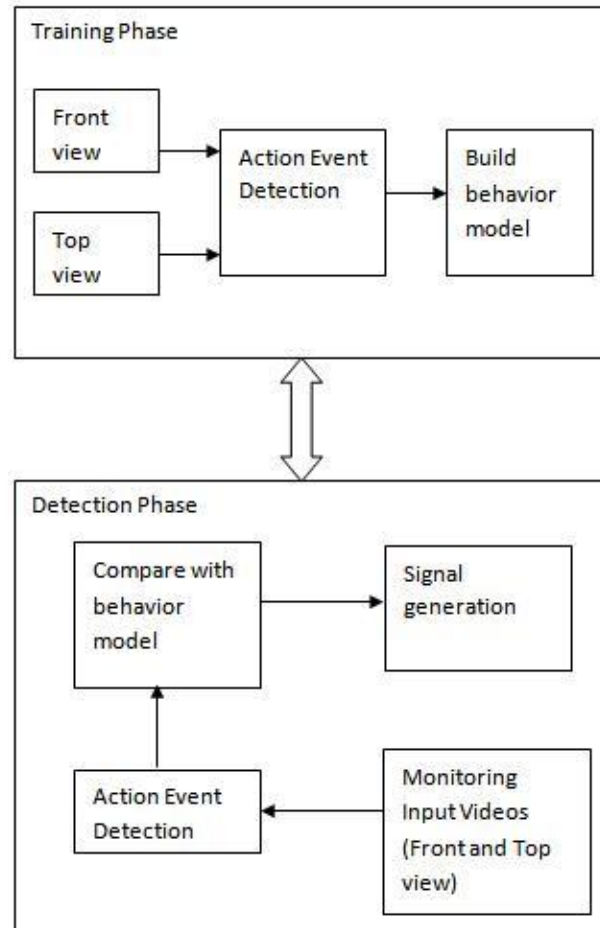 Training Phase
Front
view
Action Event
Detection
Build
behavior
model
Top
view
Detection Phase
Compare with
behavior
model
Signal
generation
Action Event
Detection
Monitoring
Input Videos
(Front and Top
view)